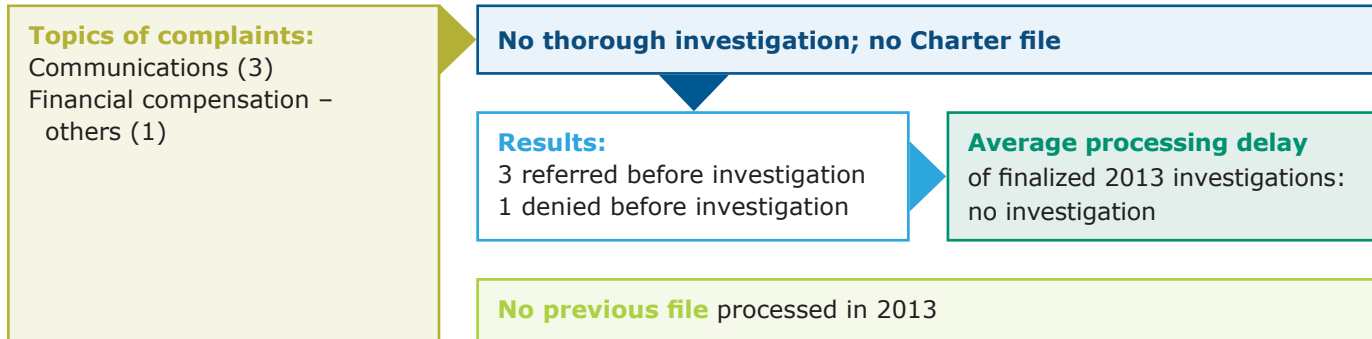 Topics of complaints:
Communications (3)
Financial compensation –
others (1)
No thorough investigation; no Charter file
Results:
3 referred before investigation
1 denied before investigation
Average processing delay
of finalized 2013 investigations:
no investigation
No previous file processed in 2013